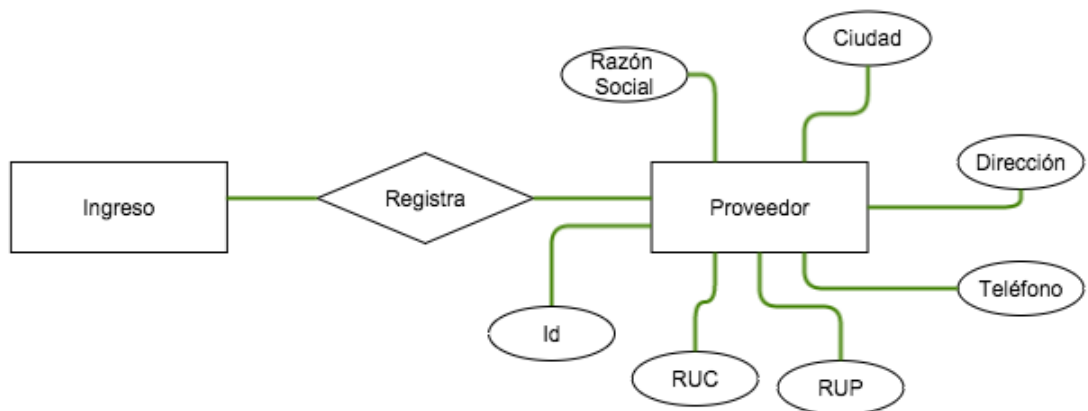 Ciudad
Razón
Social
Dirección
Ingreso
Registra
Proveedor
Teléfono
Id
RUC
RUP